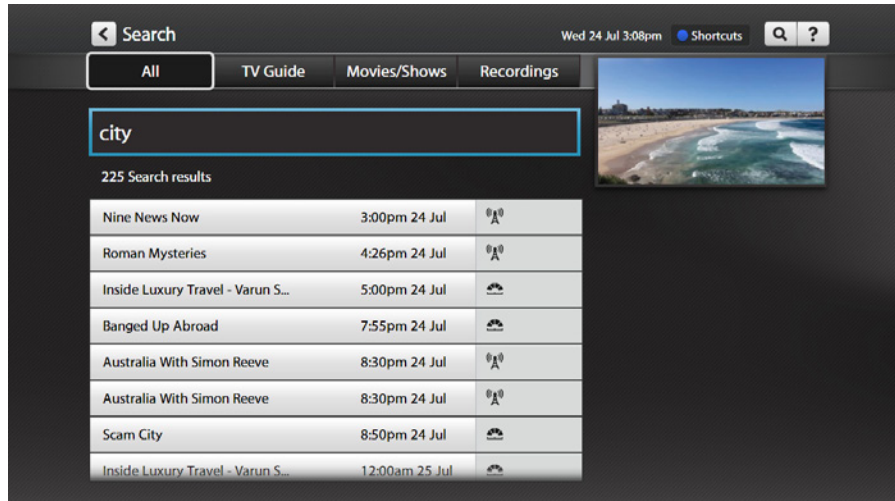 Search
Wed 24 Jul 3:08pm Shortcuts ?
All TV Guide Movies/Shows Recordings
city
225 Search results
Nine News Now 3:00pm 24 Jul
Roman Mysteries 4:26pm 24 Jul
Inside Luxury Travel - Varun S... 5:00pm 24 Jul
Banged Up Abroad 7:55pm 24 Jul
Australia With Simon Reeve 8:30pm 24 Jul
Australia With Simon Reeve 8:30pm 24 Jul
Scam City 8:50pm 24 Jul
Inside Luxury Travel - Varun S... 12:00am 25 Jul